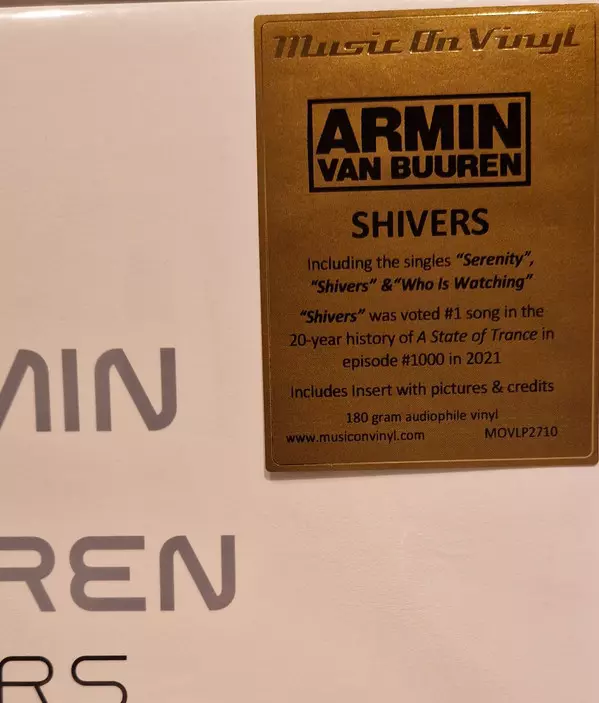 Music On Vinyl
ARMIN
VAN BUUREN
SHIVERS
Including the singles "Serenity",
"Shivers" &"Who Is Watching"
"Shivers" was voted #1 song in the
20-year history of A State of Trance in
episode #1000 in 2021
Includes Insert with pictures & credits
180 gram audiophile vinyl
www.musiconvinyl.com MOVLP2710
MIN
REN
RS